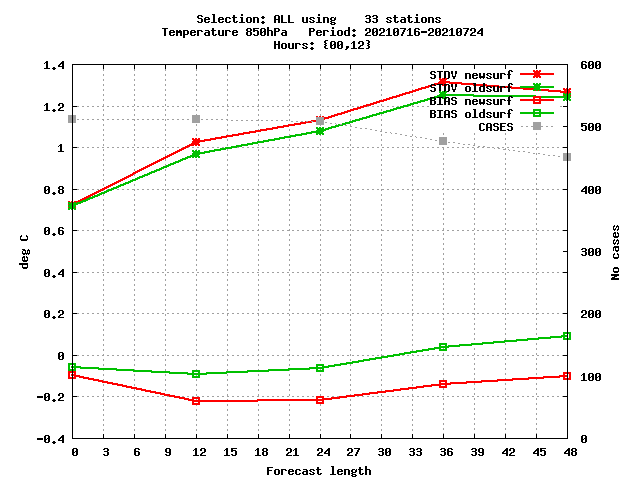 Selection: ALL using    33 stations
Temperature 850hPa   Period: 20210716-20210724
Hours: {00,12}
1.4
1.2
1
0.8
0.6
0.4
0.2
0
-0.2
-0.4
deg C
600
500
400
300
200
100
0
No cases
STDV newsurf
STDV oldsurf
BIAS newsurf
BIAS oldsurf
CASES
0 3 6 9 12 15 18 21 24 27 30 33 36 39 42 45 48
Forecast length